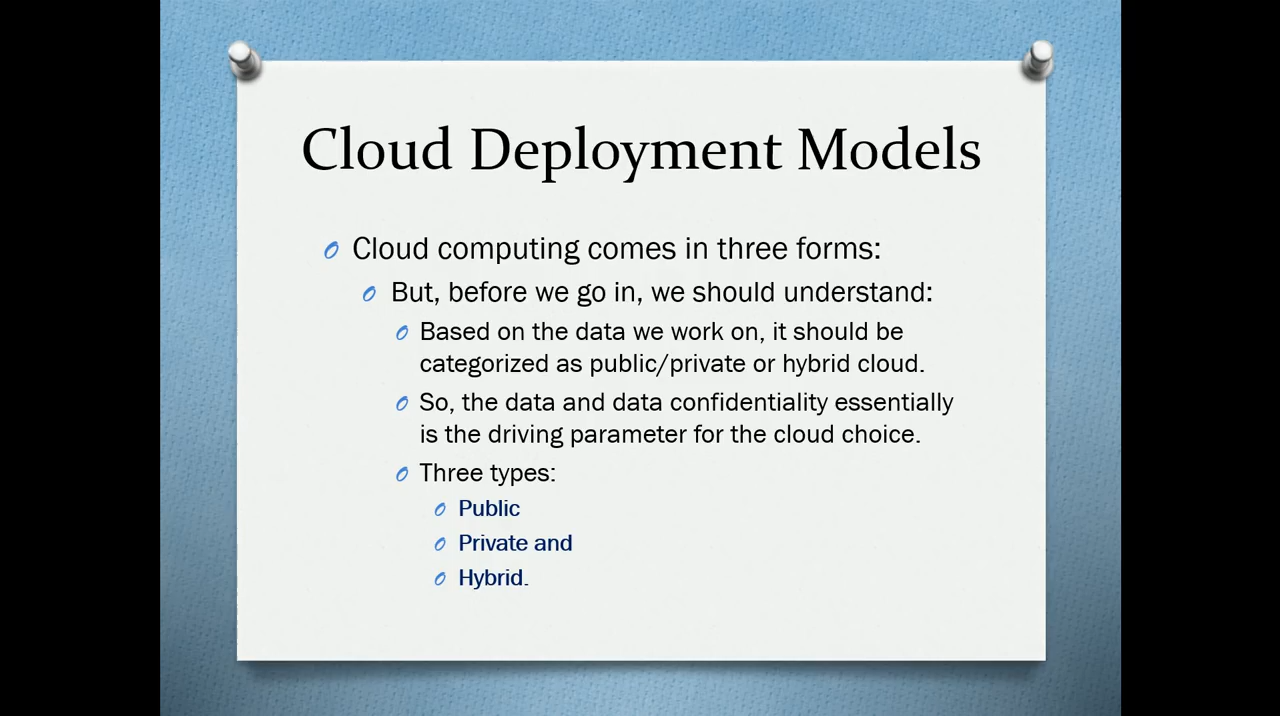 Cloud Deployment Models
Cloud computing comes in three forms:
But, before we go in, we should understand:
Based on the data we work on, it should be
categorized as public/private or hybrid cloud.
So, the data and data confidentiality essentially
is the driving parameter for the cloud choice.
Three types:
Public
Private and
Hybrid.